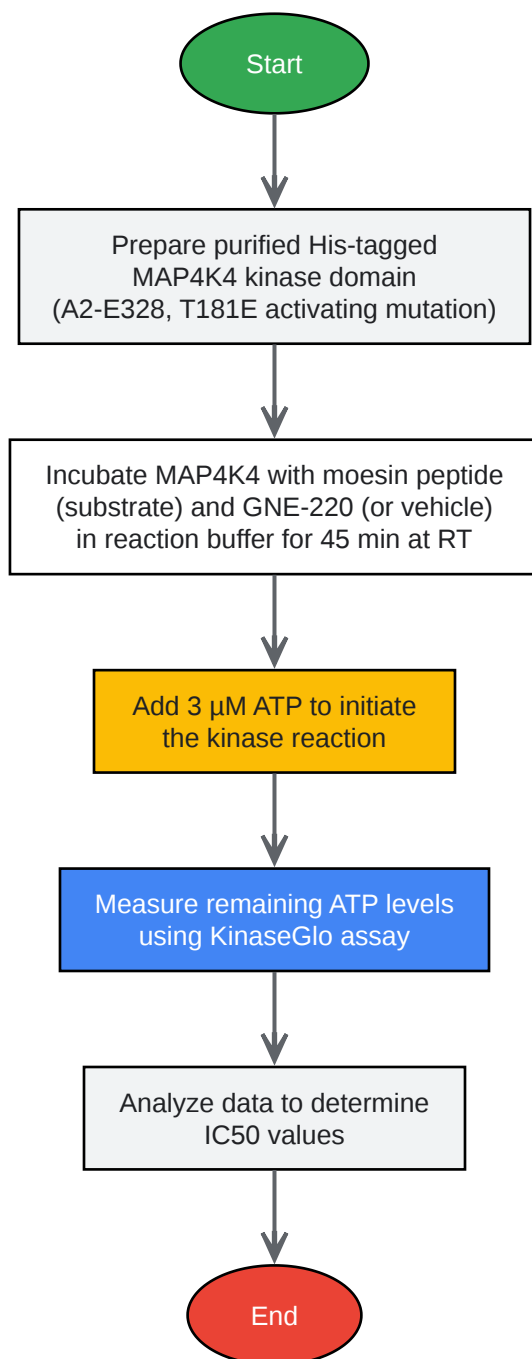 Start
Prepare purified His-tagged
MAP4K4 kinase domain
(A2-E328, T181E activating mutation)
Incubate MAP4K4 with moesin peptide
(substrate) and GNE-220 (or vehicle)
in reaction buffer for 45 min at RT
Add 3 µM ATP to initiate
the kinase reaction
Measure remaining ATP levels
using KinaseGlo assay
Analyze data to determine
IC50 values
End